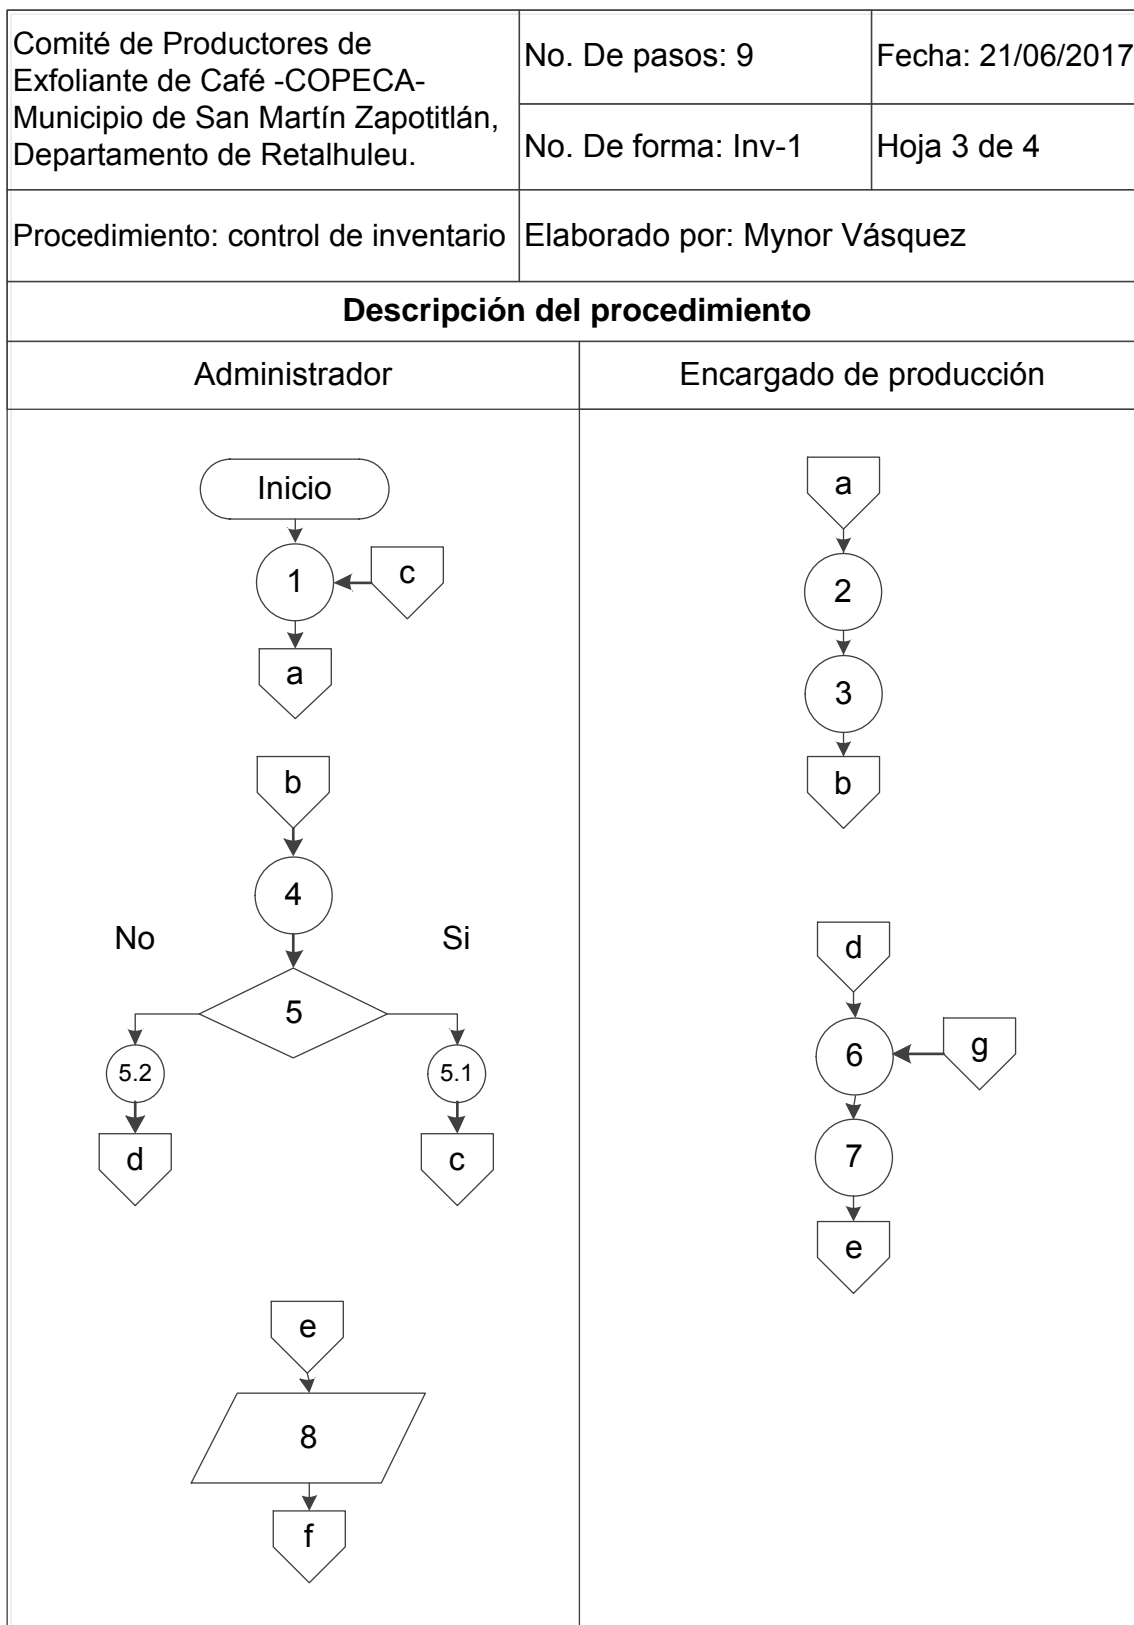 Comité de Productores de
Exfoliante de Café -COPECA-
Municipio de San Martín Zapotitlán,
Departamento de Retalhuleu.
No. De pasos: 9
Fecha: 21/06/2017
No. De forma: Inv-1
Hoja 3 de 4
Procedimiento: control de inventario
Elaborado por: Mynor Vásquez
Descripción del procedimiento
Administrador
Encargado de producción
Inicio
1
c
a
b
4
No
Si
5
5.2
5.1
d
c
e
8
f
a
2
3
b
d
6
g
7
e